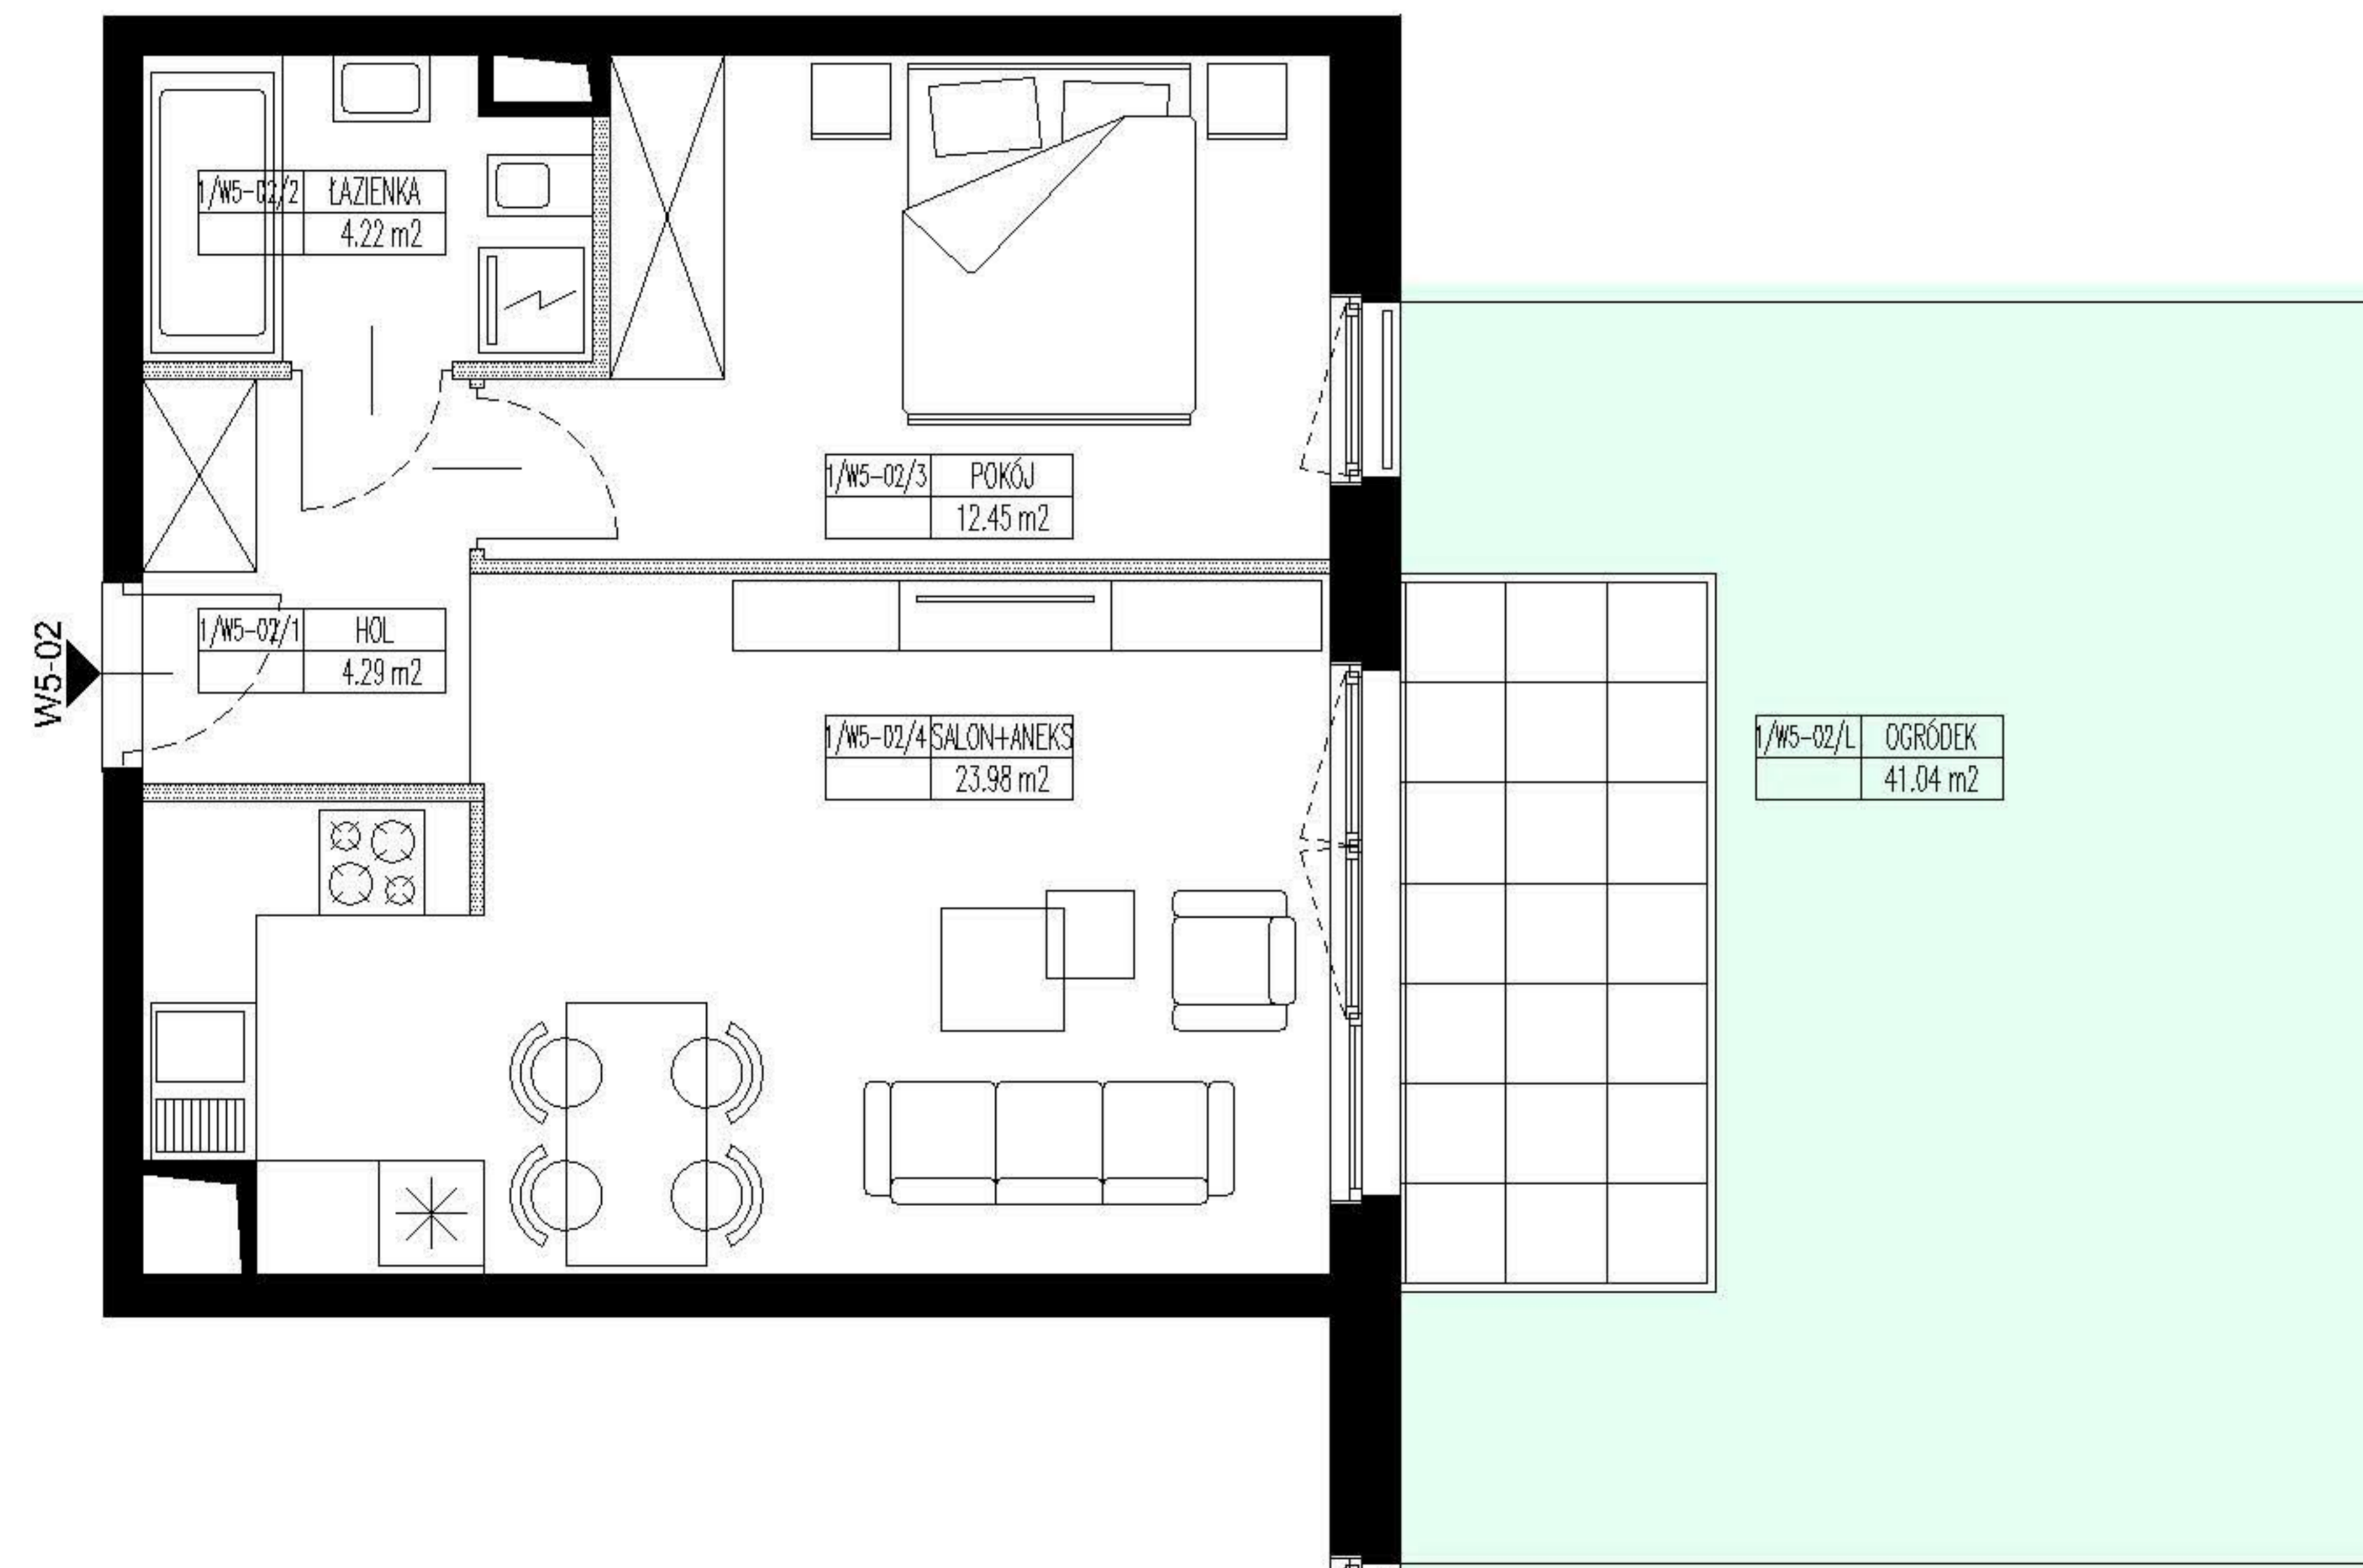 1/W5-02/2 ŁAZIENKA
4.22 m2
1/W5-02/3 POKÓJ
12.45 m2
W5-02
1/W5-02/1 HOL
4.29 m2
1/W5-02/4 SALON+ANEKS
23.98 m2
1/W5-02/L OGRÓDEK
41.04 m2